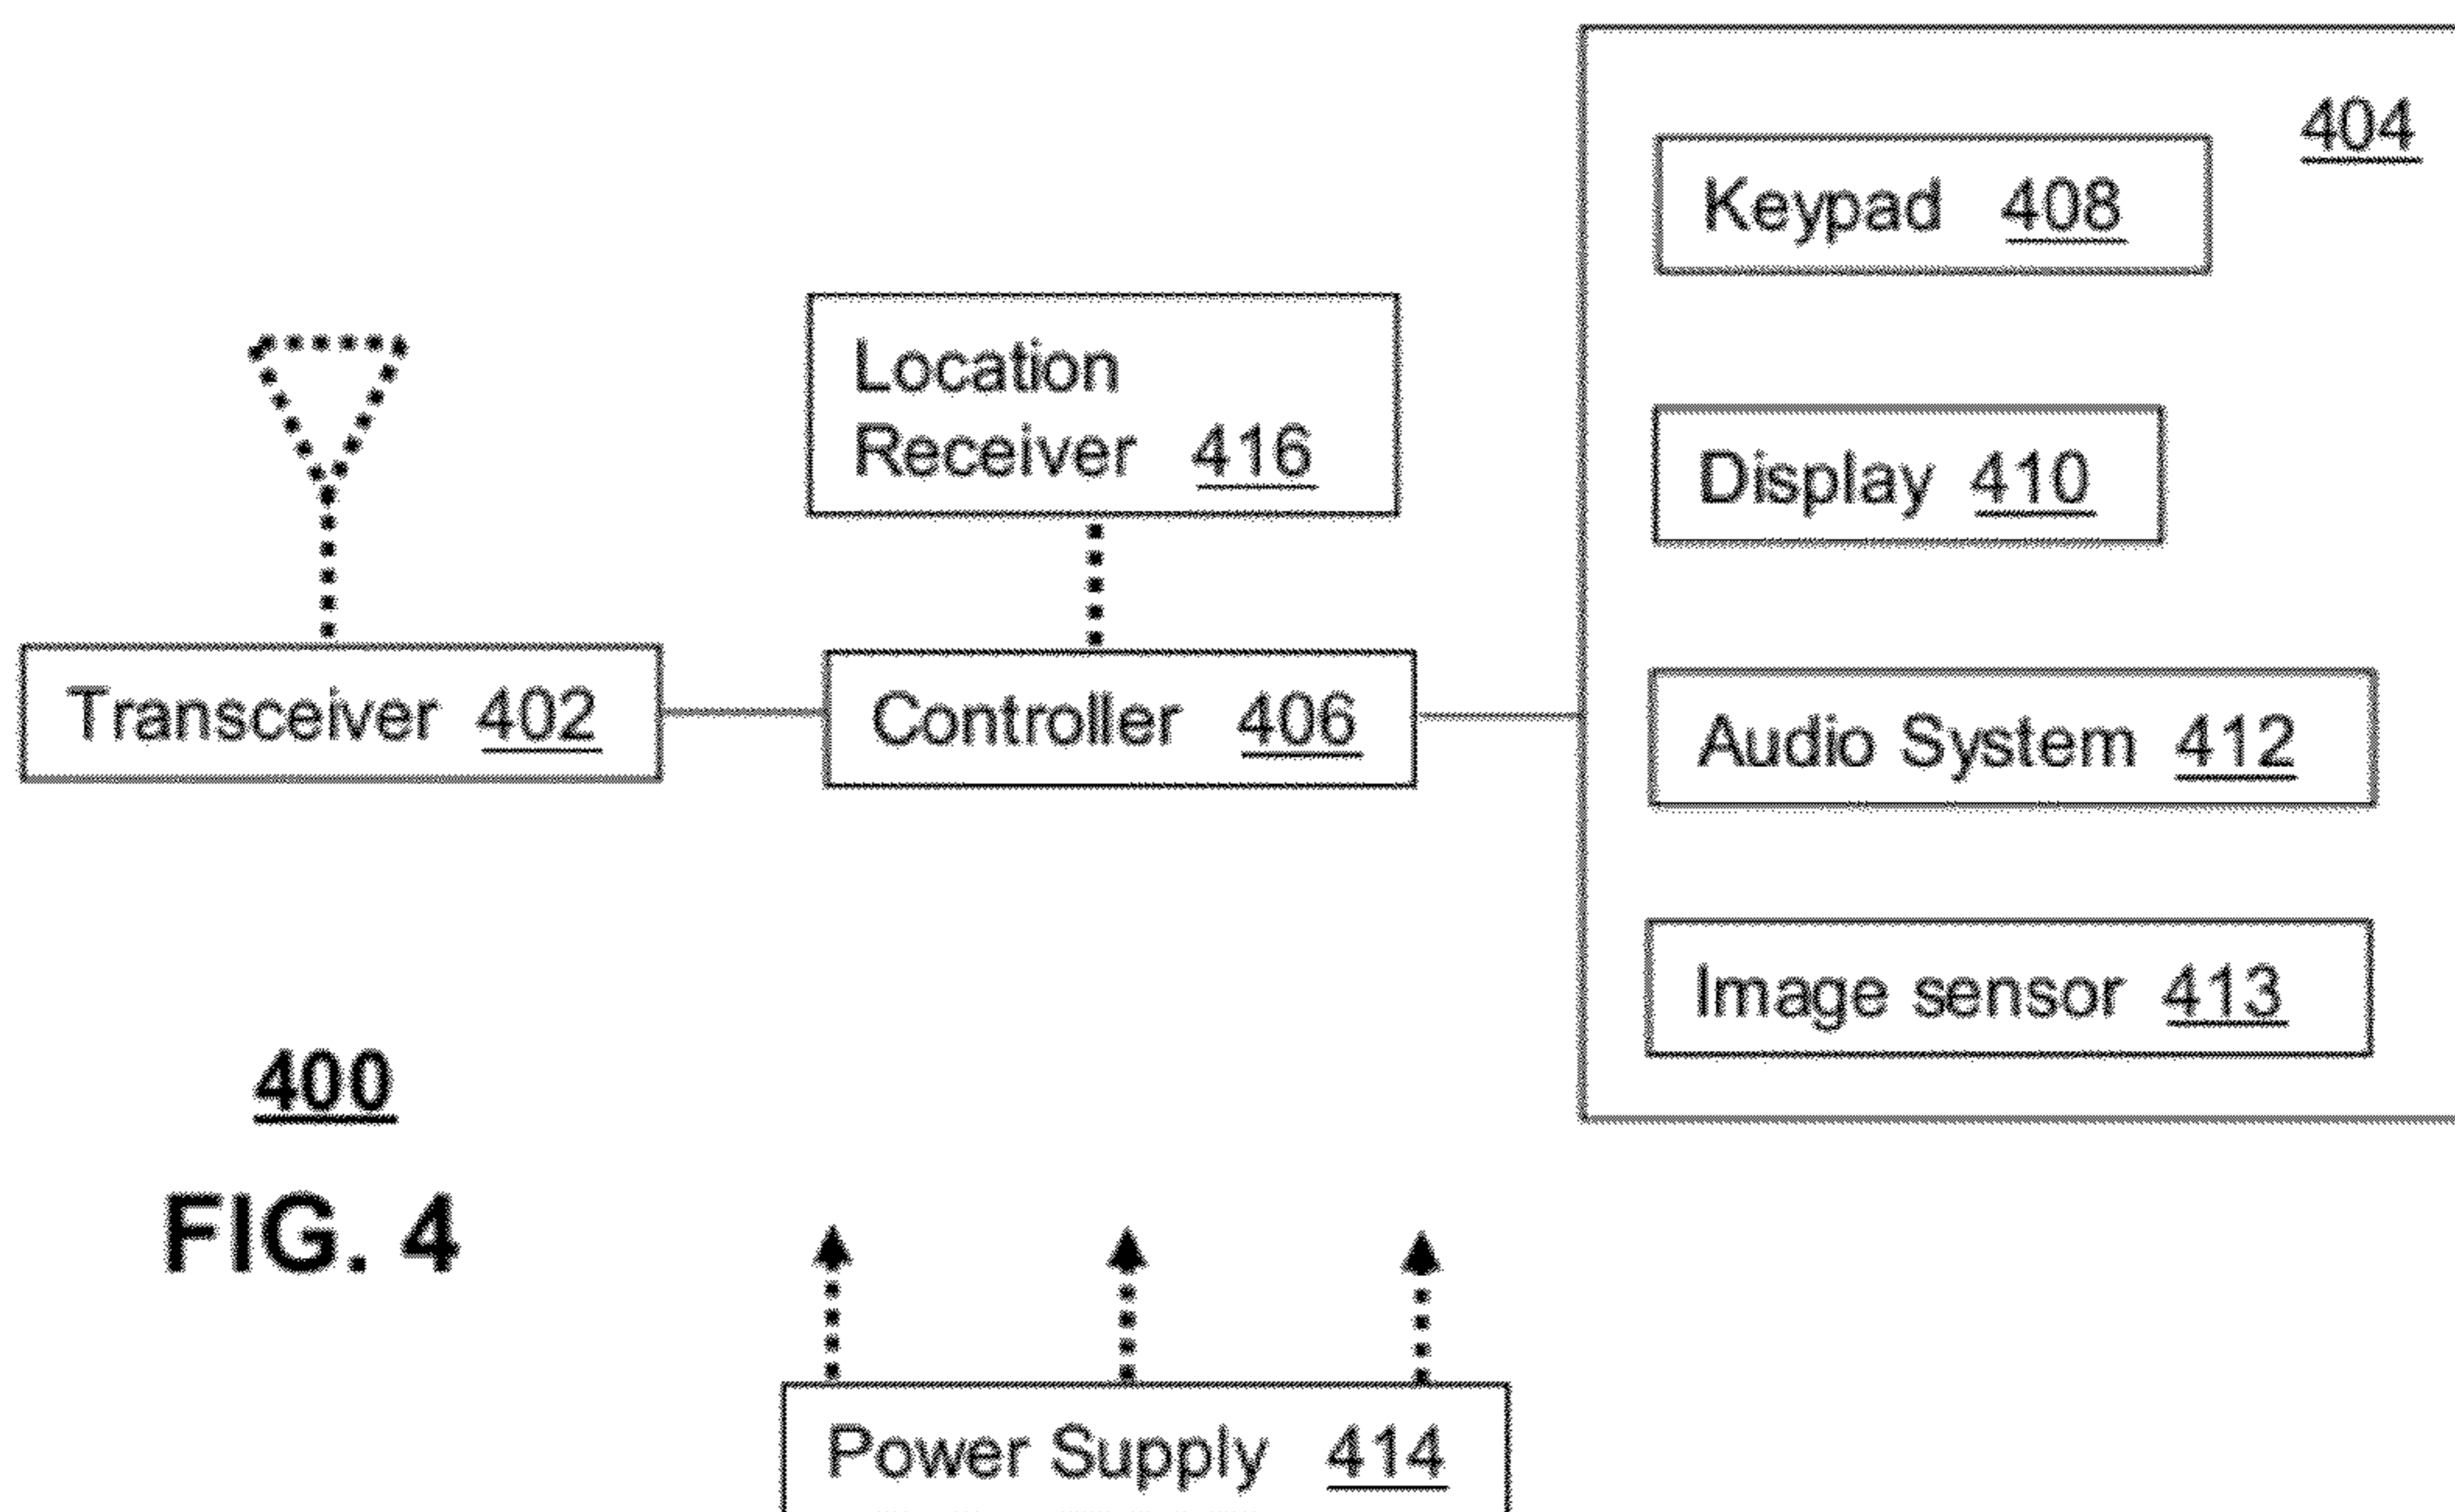 404
Keypad 408
Location
Receiver 416
Display 410
Transceiver 402
Controller 406
Audio System 412
Image sensor 413
400
FIG. 4
Power Supply 414